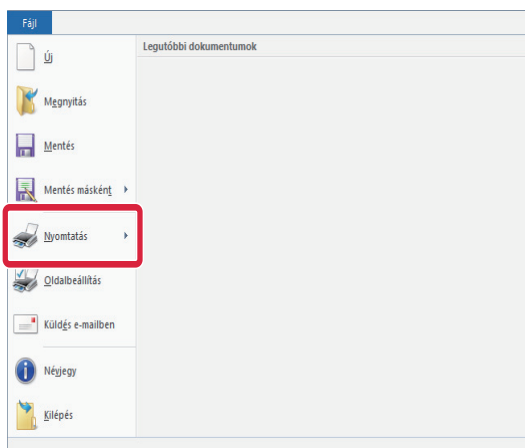 Fájl
Legutóbbi dokumentumok
Új
Megnyitás
Mentés
Mentés másként
Nyomtatás
Oldalbeállítás
Küldés e-mailben
Névjegy
Kilépés